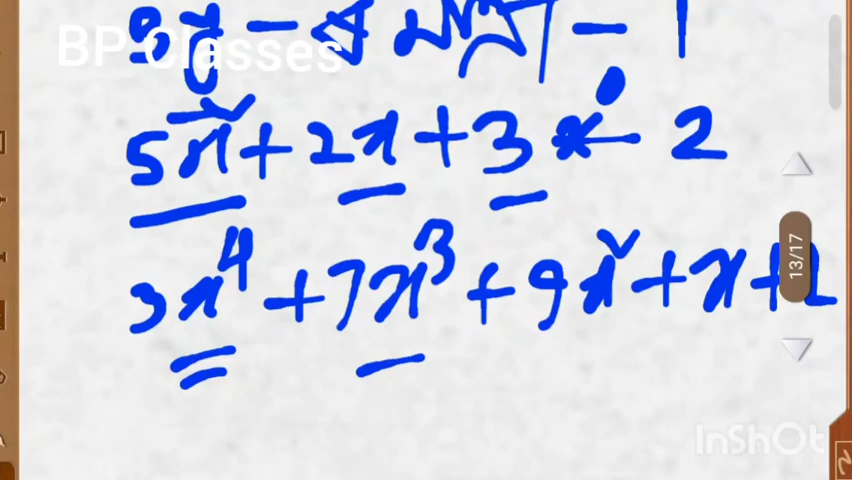 BP Classes
5x² + 2x + 3 ← 2
3x⁴ + 7x³ + 9x² + x + 2
13/17
InShOt